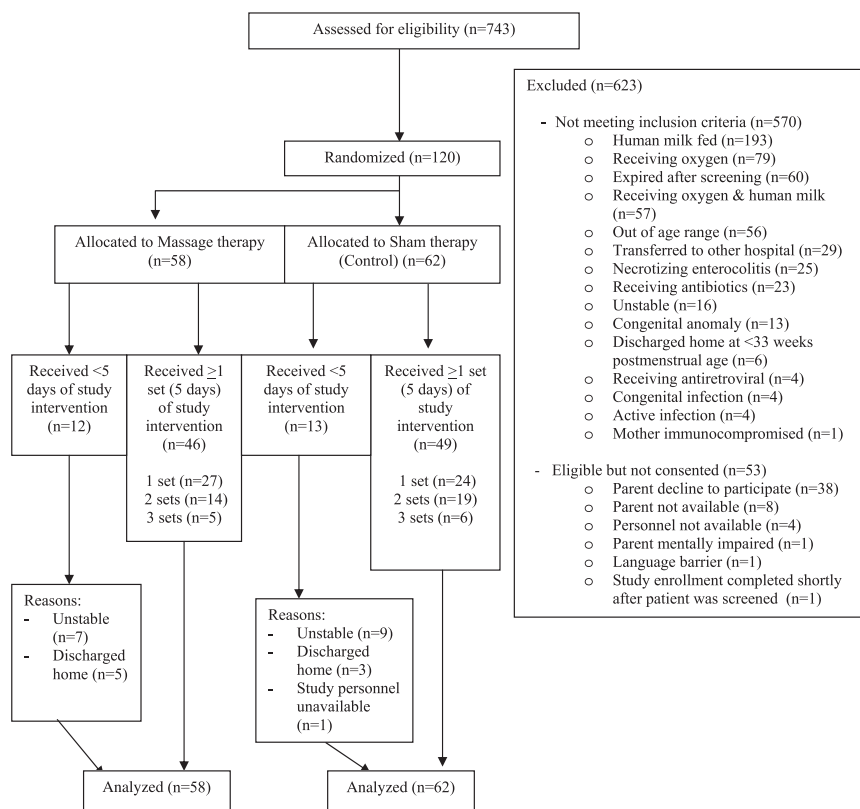 Assessed for eligibility (n=743)
Randomized (n=120)
Allocated to Massage therapy
(n=58)
Allocated to Sham therapy
(Control) (n=62)
Received <5
days of study
intervention
(n=12)
Received ≥1
set (5 days) of
of study
intervention
(n=46)
1 set (n=27)
2 sets (n=14)
3 sets (n=5)
Received <5
days of study
intervention
(n=13)
Received ≥1 set
(5 days) of
study
intervention
(n=49)
1 set (n=24)
2 sets (n=19)
3 sets (n=6)
Reasons:
- Unstable
(n=7)
- Discharged
home (n=5)
Reasons:
- Unstable (n=9)
- Discharged
home (n=3)
- Study personnel
unavailable
(n=1)
Analyzed (n=58)
Analyzed (n=62)
Excluded (n=623)
- Not meeting inclusion criteria (n=570)
o Human milk fed (n=193)
o Receiving oxygen (n=79)
o Expired after screening (n=60)
o Receiving oxygen & human milk
(n=57)
o Out of age range (n=56)
o Transferred to other hospital (n=29)
o Necrotizing enterocolitis (n=25)
o Receiving antibiotics (n=23)
o Unstable (n=16)
o Congenital anomaly (n=13)
o Discharged home at <33 weeks
postmenstrual age (n=6)
o Receiving antiretroviral (n=4)
o Congenital infection (n=4)
o Active infection (n=4)
o Mother immunocompromised (n=1)
- Eligible but not consented (n=53)
o Parent decline to participate (n=38)
o Parent not available (n=8)
o Personnel not available (n=4)
o Parent mentally impaired (n=1)
o Language barrier (n=1)
o Study enrollment completed shortly
after patient was screened (n=1)